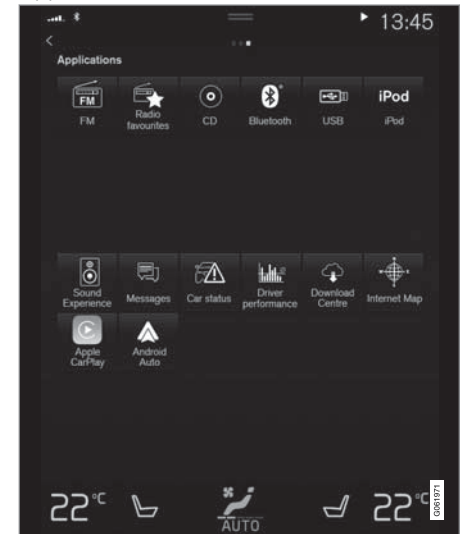 13:45
Applications
FM
iPod
FM
Radio
favourites
CD
Bluetooth
USB
iPod
Sound
Experience
Messages
Car status
Driver
performance
Download
Centre
Internet Map
Apple
CarPlay
Android
Auto
22°C
AUTO
22°C
G061971